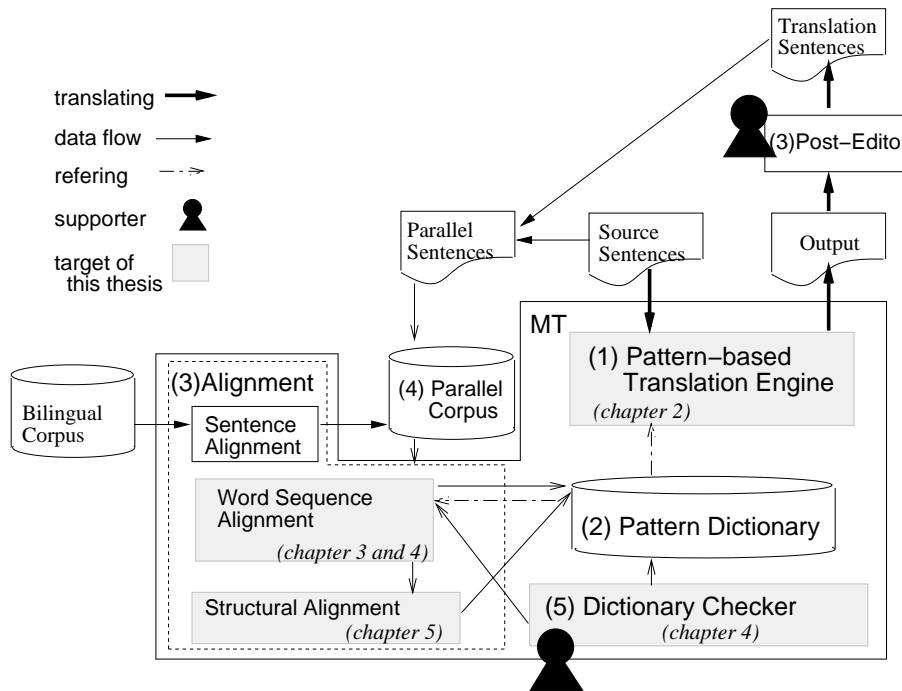 Translation
Sentences
translating
data flow
refering
supporter
target of
this thesis
(3)Post-Edito
Parallel
Sentences
Source
Sentences
Output
MT
(1) Pattern-based
Translation Engine
(chapter 2)
(3)Alignment
(4) Parallel
Corpus
Bilingual
Corpus
Sentence
Alignment
Word Sequence
Alignment
(chapter 3 and 4)
(2) Pattern Dictionary
Structural Alignment
(chapter 5)
(5) Dictionary Checker
(chapter 4)